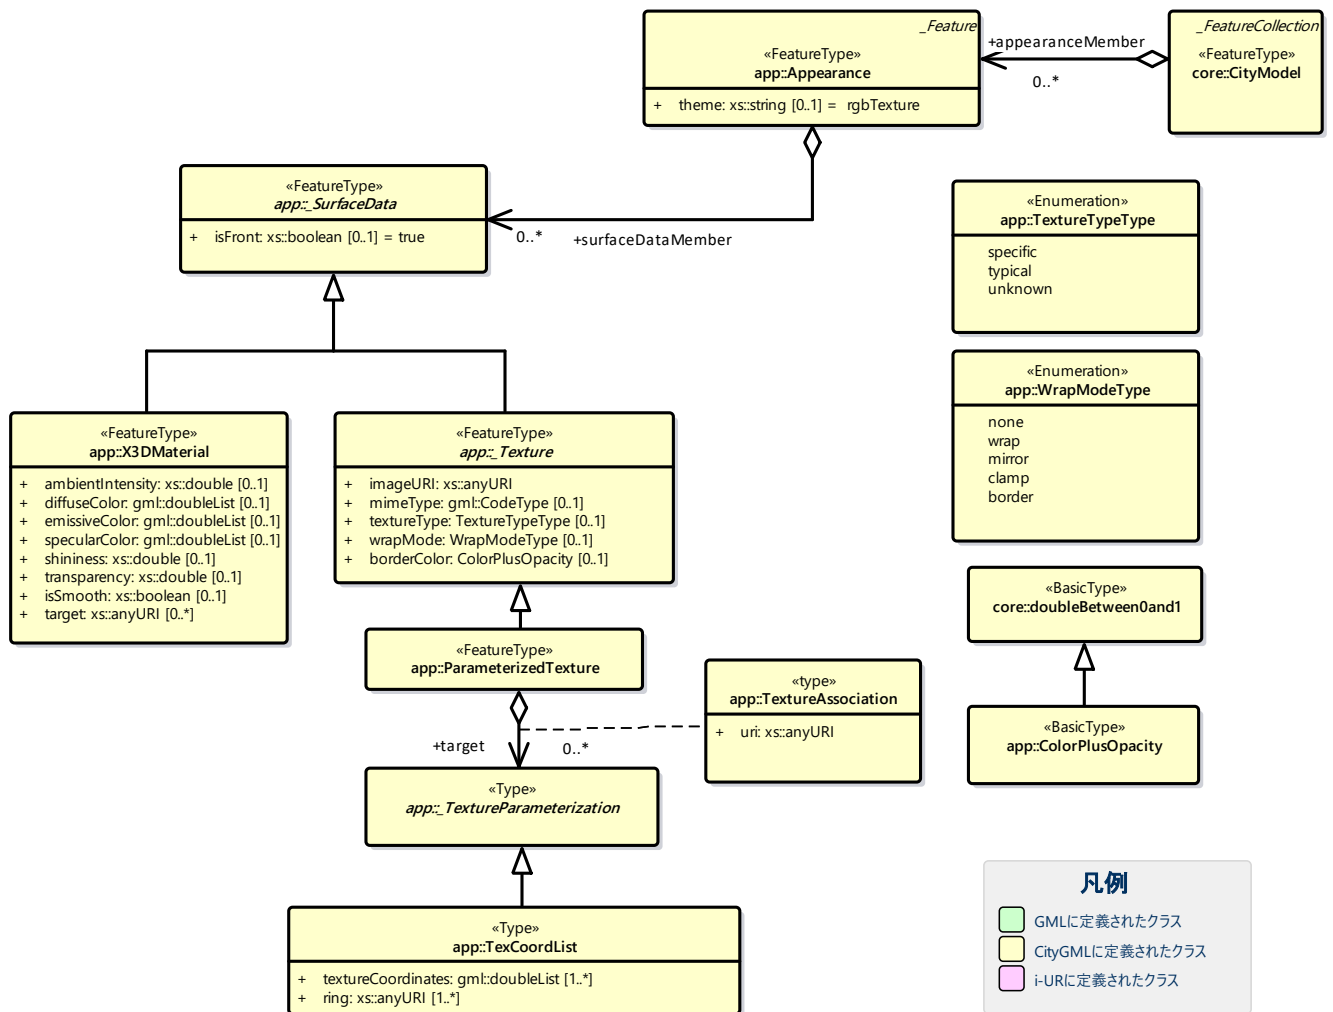 _Feature
«FeatureType»
app::Appearance
+ theme: xs::string [0..1] = rgbTexture
+appearanceMember
0..*
_FeatureCollection
«FeatureType»
core::CityModel
«FeatureType»
app::_SurfaceData
+ isFront: xs::boolean [0..1] = true
0..*
+surfaceDataMember
«Enumeration»
app::TextureTypeType
specific
typical
unknown
«Enumeration»
app::WrapModeType
none
wrap
mirror
clamp
border
«FeatureType»
app::X3DMaterial
+ ambientIntensity: xs::double [0..1]
+ diffuseColor: gml::doubleList [0..1]
+ emissiveColor: gml::doubleList [0..1]
+ specularColor: gml::doubleList [0..1]
+ shininess: xs::double [0..1]
+ transparency: xs::double [0..1]
+ isSmooth: xs::boolean [0..1]
+ target: xs::anyURI [0..*]
«FeatureType»
app::_Texture
+ imageURI: xs::anyURI
+ mimeType: gml::CodeType [0..1]
+ textureType: TextureTypeType [0..1]
+ wrapMode: WrapModeType [0..1]
+ borderColor: ColorPlusOpacity [0..1]
«BasicType»
core::doubleBetween0and1
«FeatureType»
app::ParameterizedTexture
«type»
app::TextureAssociation
+ uri: xs::anyURI
«BasicType»
app::ColorPlusOpacity
+target
0..*
«Type»
app::_TextureParameterization
«Type»
app::TexCoordList
+ textureCoordinates: gml::doubleList [1..*]
+ ring: xs::anyURI [1..*]
凡例
GMLに定義されたクラス
CityGMLに定義されたクラス
i-URに定義されたクラス